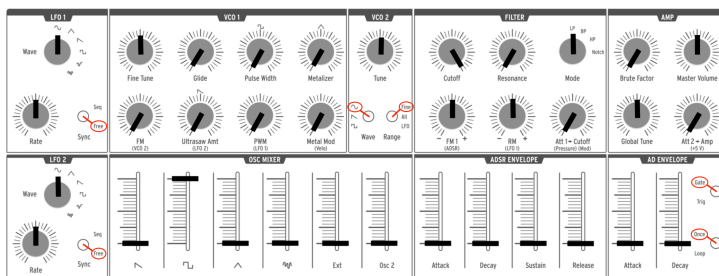 LFO 1
VCO 1
VCO 2
FILTER
AMP
Wave
Fine Tune
Glide
Pulse Width
Metalizer
Tune
Cutoff
Resonance
LP
BP
HP
Notch
Mode
Brute Factor
Master Volume
Rate
Seq
Free
Sync
FM
(VCO 2)
Ultrasaw Amt
(LFO 2)
PWM
(LFO 1)
Metal Mod
(Velo)
Wave
Fine
All
LFO
Range
- +
FM 1
(ADSR)
- +
RM
(LFO 1)
Att 1➝ Cutoff
(Pressure) (Mod)
Global Tune
Att 2➝ Amp
(+5 V)
LFO 2
OSC MIXER
ADSR ENVELOPE
AD ENVELOPE
Wave
Rate
Seq
Free
Sync
Ext
Osc 2
Attack
Decay
Sustain
Release
Attack
Decay
Gate
Trig
Once
Loop